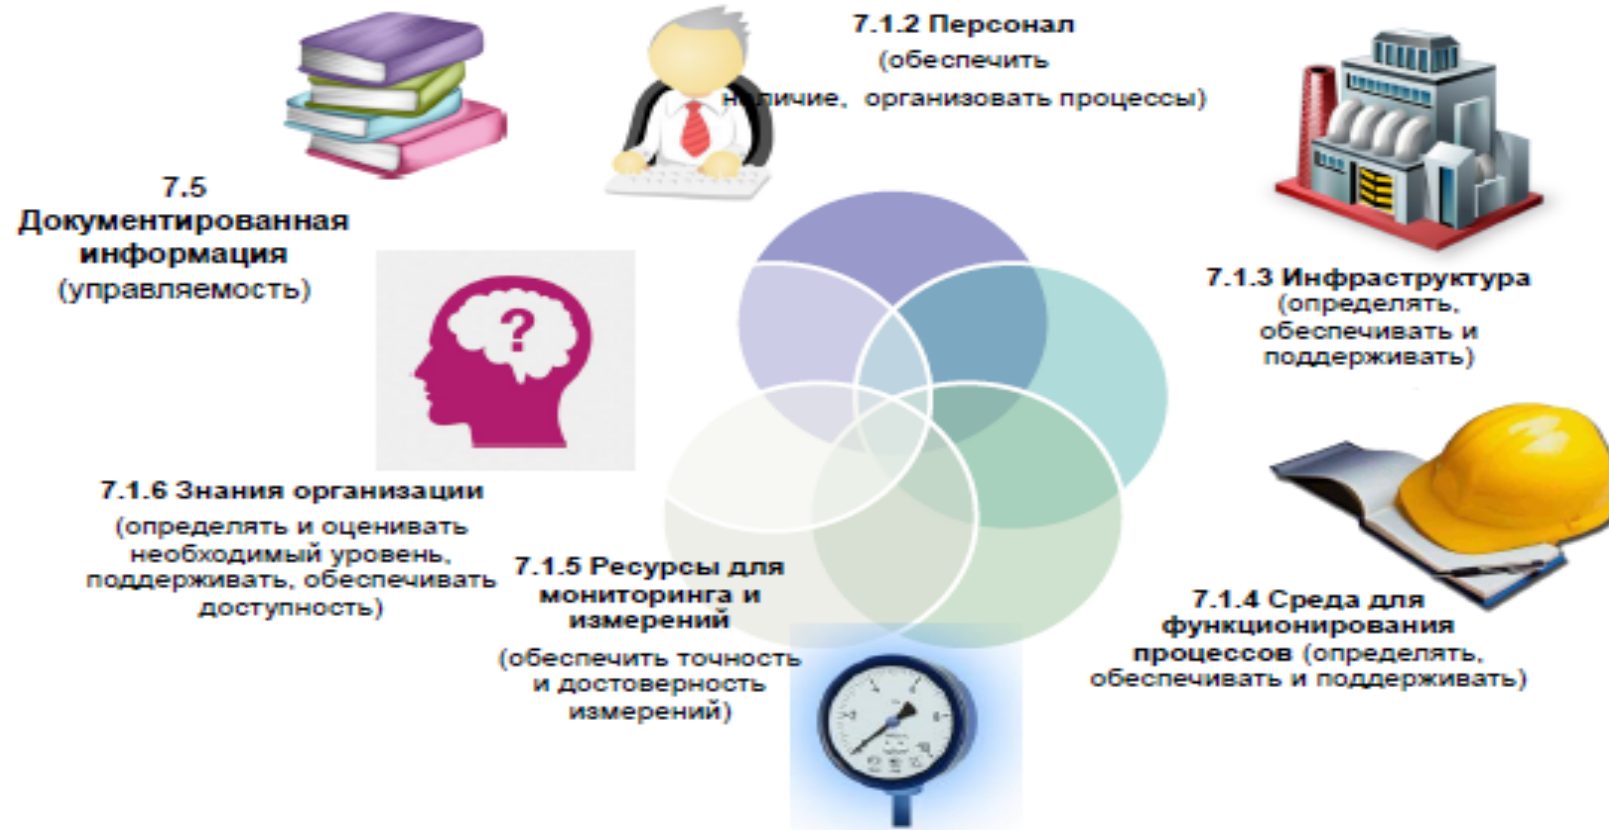 7.1.2 Персонал
(обеспечить
наличие, организовать процессы)
7.5
Документированная
информация
(управляемость)
7.1.3 Инфраструктура
(определять,
обеспечивать и
поддерживать)
7.1.6 Знания организации
(определять и оценивать
необходимый уровень,
поддерживать, обеспечивать
доступность)
7.1.5 Ресурсы для
мониторинга и
измерений
(обеспечить точность
и достоверность
измерений)
7.1.4 Среда для
функционирования
процессов (определять,
обеспечивать и поддерживать)
?